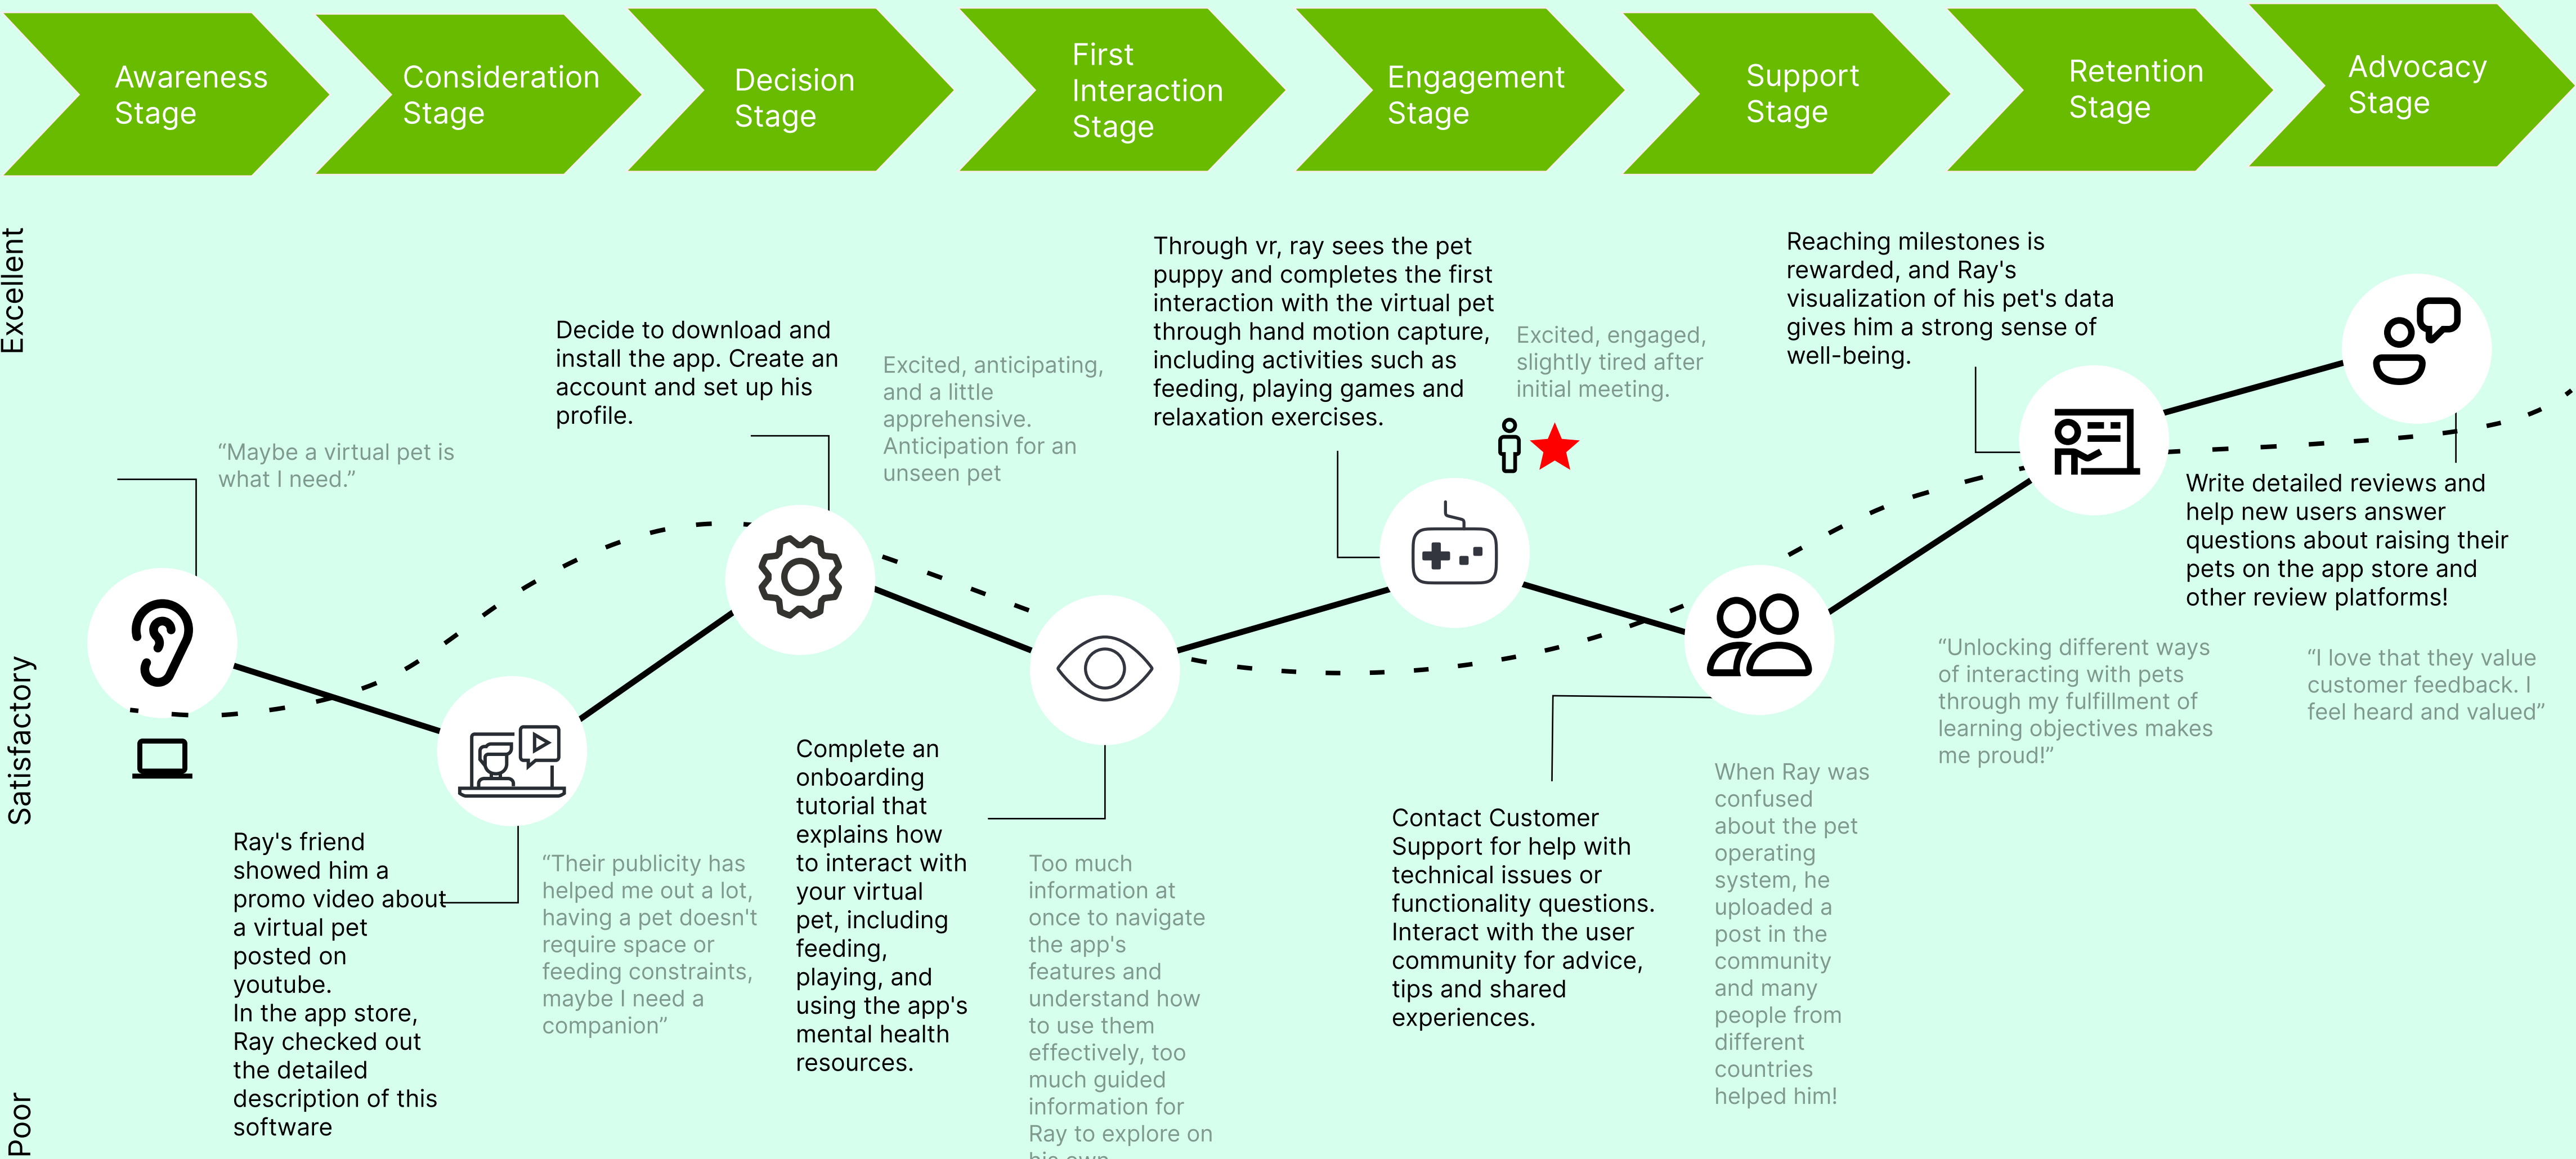 Awareness
Stage
Consideration
Stage
Decision
Stage
First
Interaction
Stage
Engagement
Stage
Support
Stage
Retention
Stage
Advocacy
Stage
Excellent
Satisfactory
Poor
“Maybe a virtual pet is
what I need.”
Ray's friend
showed him a
promo video about
a virtual pet
posted on
youtube.
In the app store,
Ray checked out
the detailed
description of this
software
“Their publicity has
helped me out a lot,
having a pet doesn't
require space or
feeding constraints,
maybe I need a
companion”
Decide to download and
install the app. Create an
account and set up his
profile.
Excited, anticipating,
and a little
apprehensive.
Anticipation for an
unseen pet
Complete an
onboarding
tutorial that
explains how
to interact with
your virtual
pet, including
feeding,
playing, and
using the app's
mental health
resources.
Too much
information at
once to navigate
the app's
features and
understand how
to use them
effectively, too
much guided
information for
Ray to explore on
his own
Through vr, ray sees the pet
puppy and completes the first
interaction with the virtual pet
through hand motion capture,
including activities such as
feeding, playing games and
relaxation exercises.
Excited, engaged,
slightly tired after
initial meeting.
Contact Customer
Support for help with
technical issues or
functionality questions.
Interact with the user
community for advice,
tips and shared
experiences.
When Ray was
confused
about the pet
operating
system, he
uploaded a
post in the
community
and many
people from
different
countries
helped him!
Reaching milestones is
rewarded, and Ray's
visualization of his pet's data
gives him a strong sense of
well-being.
“Unlocking different ways
of interacting with pets
through my fulfillment of
learning objectives makes
me proud!”
Write detailed reviews and
help new users answer
questions about raising their
pets on the app store and
other review platforms!
“I love that they value
customer feedback. I
feel heard and valued”